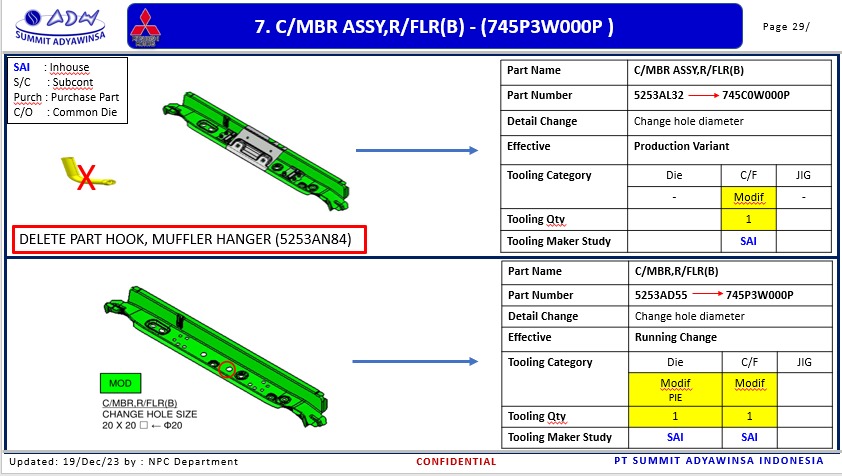 ADW
SUMMIT ADYAWINSA
MITSUBISHI
MOTORS
7. C/MBR ASSY,R/FLR(B) - (745P3W000P )
Page 29/
SAI : Inhouse
S/C : Subcont
Purch : Purchase Part
C/O : Common Die
X
DELETE PART HOOK, MUFFLER HANGER (5253AN84)
Part Name C/MBR ASSY,R/FLR(B)
Part Number 5253AL32 745C0W000P
Detail Change Change hole diameter
Effective Production Variant
Tooling Category Die C/F JIG
- Modif -
Tooling Qty 1
Tooling Maker Study SAI
MOD
C/MBR,R/FLR(B)
CHANGE HOLE SIZE
20 X 20 □ ← Φ20
Part Name C/MBR,R/FLR(B)
Part Number 5253AD55 745P3W000P
Detail Change Change hole diameter
Effective Running Change
Tooling Category Die C/F JIG
Modif PIE Modif
Tooling Qty 1 1
Tooling Maker Study SAI SAI
Updated: 19/Dec/23 by : NPC Department
CONFIDENTIAL
PT SUMMIT ADYAWINSA INDONESIA